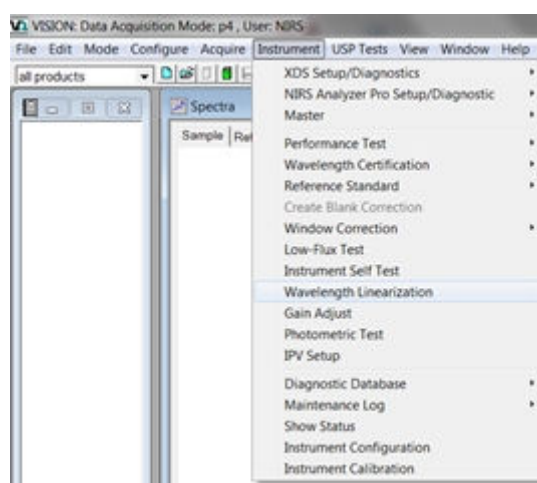 VISION: Data Acquisition Mode: p4 , User: NIRS
File Edit Mode Configure Acquire Instrument USP Tests View Window Help
all products
Spectra
Sample
XDS Setup/Diagnostics
NIRS Analyzer Pro Setup/Diagnostic
Master
Performance Test
Wavelength Certification
Reference Standard
Create Blank Correction
Window Correction
Low-Flux Test
Instrument Self Test
Wavelength Linearization
Gain Adjust
Photometric Test
IPV Setup
Diagnostic Database
Maintenance Log
Show Status
Instrument Configuration
Instrument Calibration